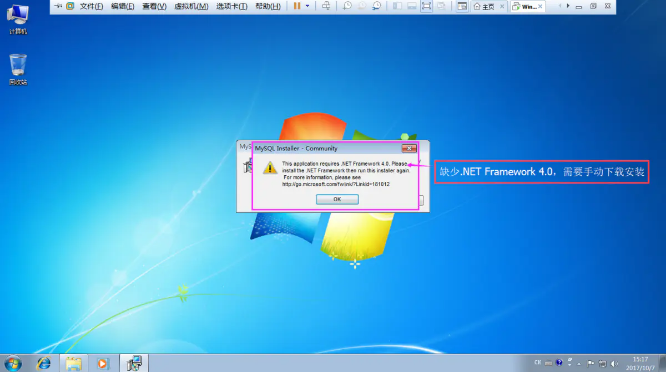 文件(F) 编辑(E) 查看(V) 虚拟机(M) 选项卡(T) 帮助(H)
主页
Win...
计算机
回收站
MySQL Installer - Community
This application requires .NET Framework 4.0. Please
install the .NET Framework then run this installer again.
For more information, please see
http://go.microsoft.com/fwlink/?LinkId=181012
OK
缺少.NET Framework 4.0，需要手动下载安装
CH
15:17
2017/10/7